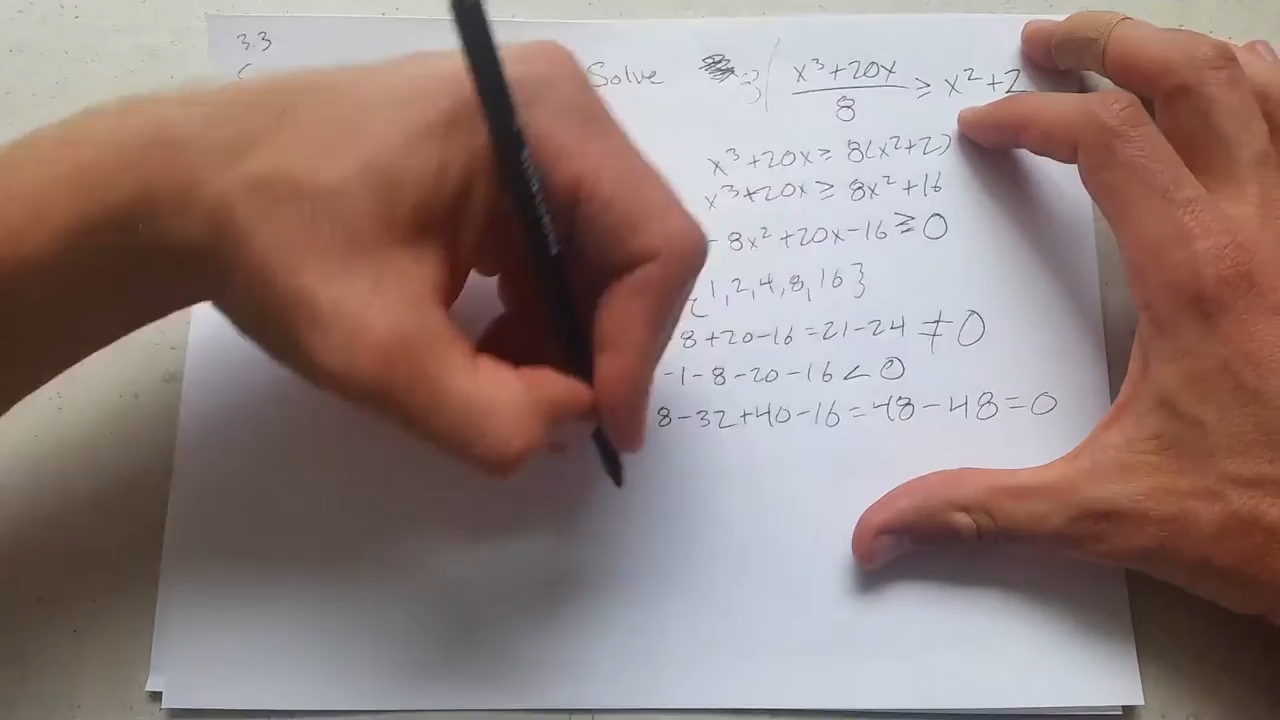 3.3
Solve
3) x³+20x / 8 ≥ x²+2
x³+20x ≥ 8(x²+2)
x³+20x ≥ 8x²+16
- 8x²+20x-16 ≥ 0
{1,2,4,8,16}
8+20-16 =21-24 ≠0
-1-8-20-16<0
8-32+40-16=48-48=0